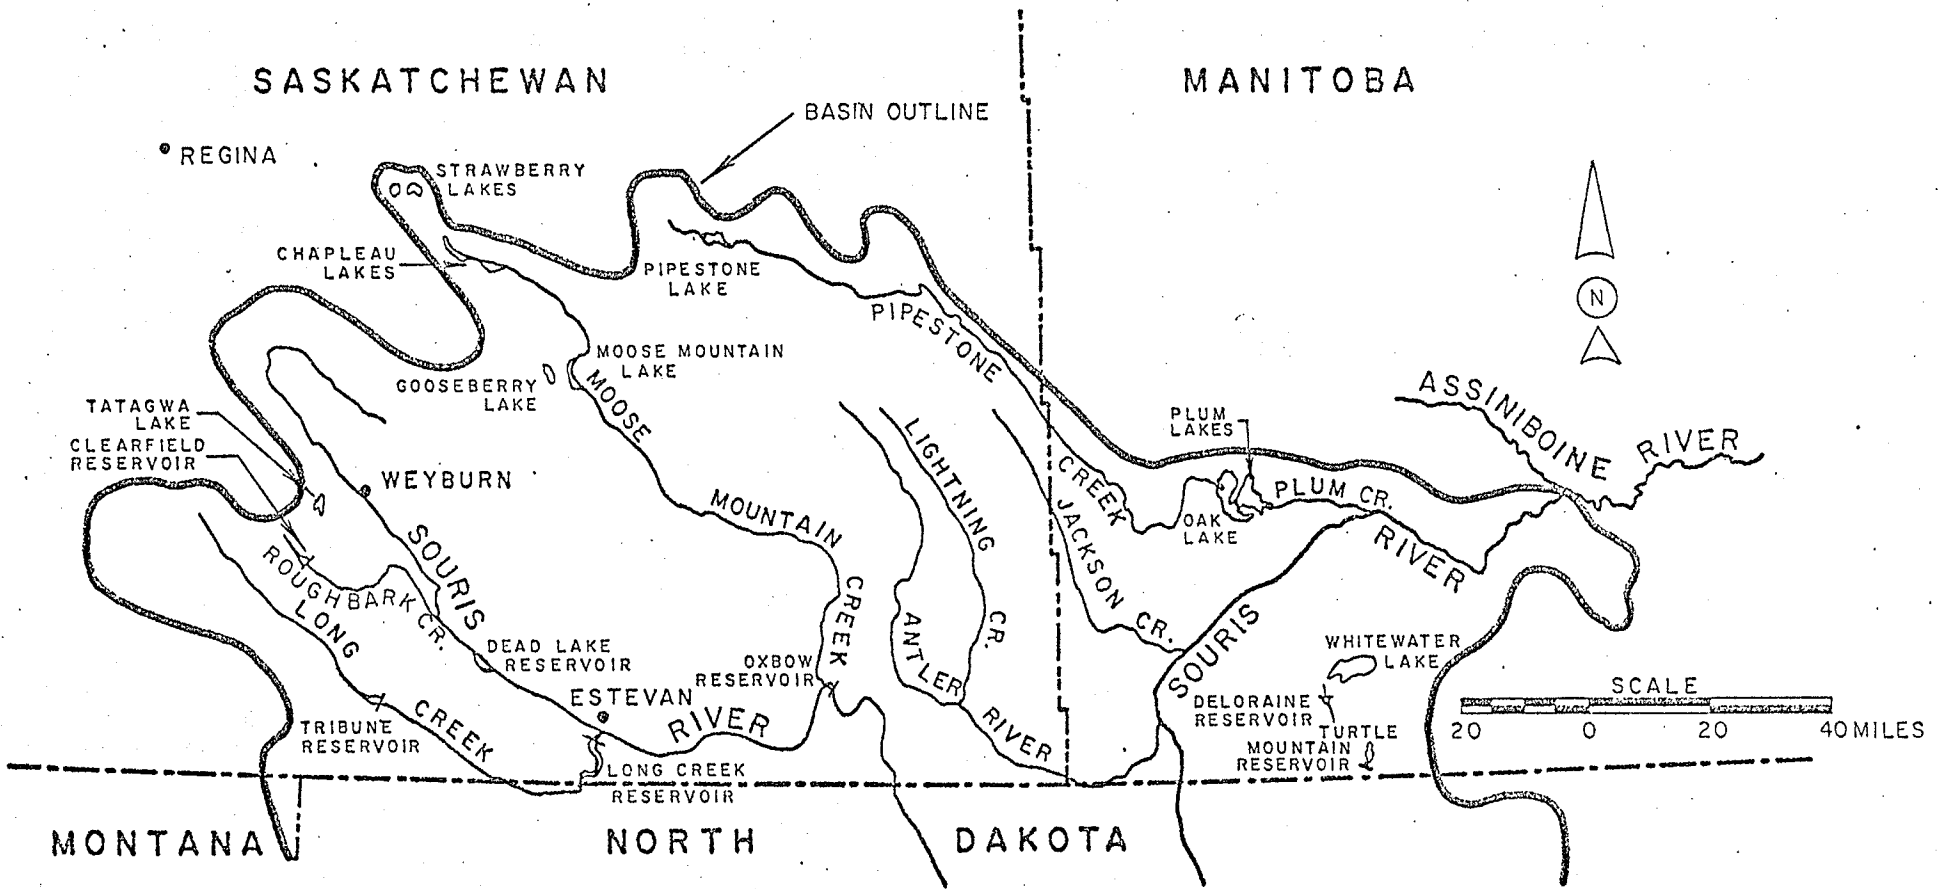 SASKATCHEWAN
MANITOBA
BASIN OUTLINE
REGINA
STRAWBERRY
LAKES
CHAPLEAU
LAKES
PIPESTONE
LAKE
N
PIPESTONE
MOOSE MOUNTAIN
LAKE
GOOSEBERRY
LAKE
MOOSE
ASSINIBOINE
RIVER
TATAGWA
LAKE
CLEARFIELD
RESERVOIR
PLUM
LAKES
LIGHTNING
CREEK
WEYBURN
MOUNTAIN
PLUM CR.
JACKSON
OAK
LAKE
SOURIS
RIVER
ROUGHBARK CR.
CREEK
LONG
ANTLER
CR.
CR.
SOURIS
DEAD LAKE
RESERVOIR
OXBOW
RESERVOIR
WHITEWATER
LAKE
ESTEVAN
DELORAINE
RESERVOIR
SCALE
20 0 20 40 MILES
TRIBUNE
RESERVOIR
CREEK
RIVER
RIVER
TURTLE
MOUNTAIN
RESERVOIR
LONG CREEK
RESERVOIR
MONTANA
NORTH
DAKOTA